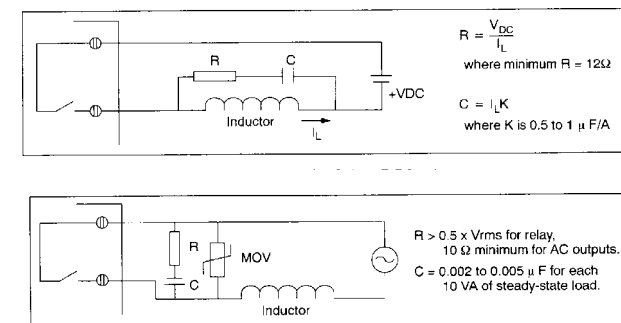 R = V_DC / I_L
where minimum R = 12Ω
R
C
+VDC
Inductor
I_L
C = I_L K
where K is 0.5 to 1 μ F/A
R
MOV
C
Inductor
R > 0.5 x Vrms for relay,
10 Ω minimum for AC outputs.
C = 0.002 to 0.005 μ F for each
10 VA of steady-state load.